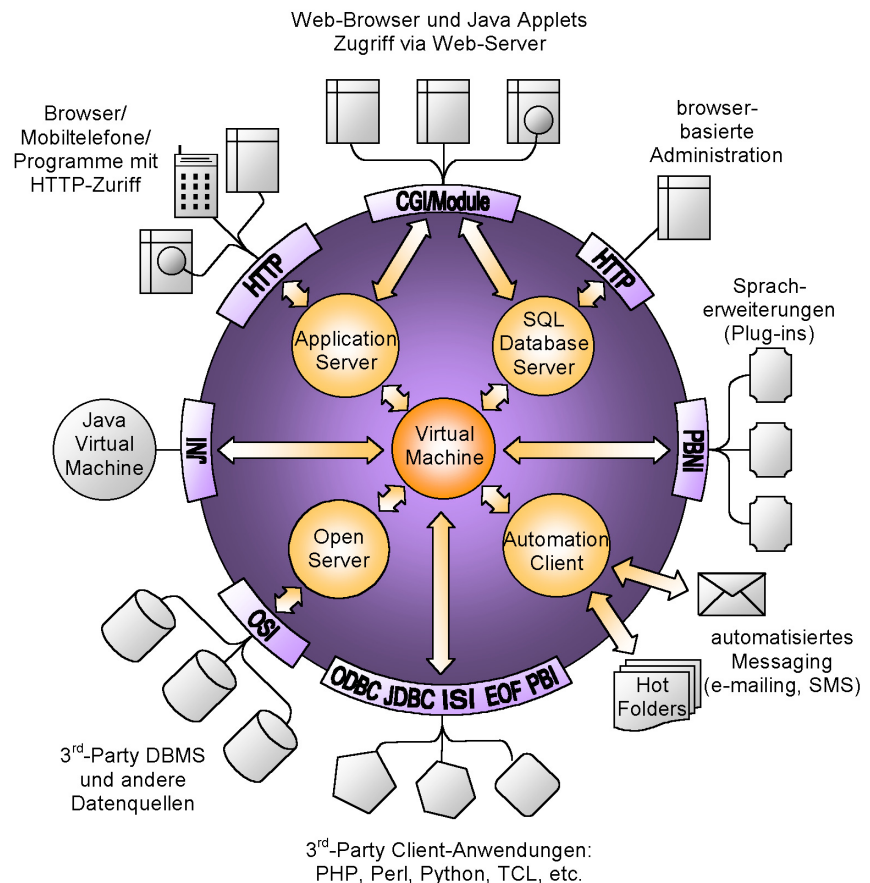 Web-Browser und Java Applets
Zugriff via Web-Server
Browser/
Mobiltelefone/
Programme mit
HTTP-Zuriff
browser-
basierte
Administration
CGI/Module
HTTP
HTTP
Sprach-
erweiterungen
(Plug-ins)
Application
Server
SQL
Database
Server
Java
Virtual
Machine
JNI
Virtual
Machine
PBNI
Open
Server
Automation
Client
OSI
ODBC JDBC ISI EOF PBI
automatisiertes
Messaging
(e-mailing, SMS)
Hot
Folders
3rd-Party DBMS
und andere
Datenquellen
3rd-Party Client-Anwendungen:
PHP, Perl, Python, TCL, etc.